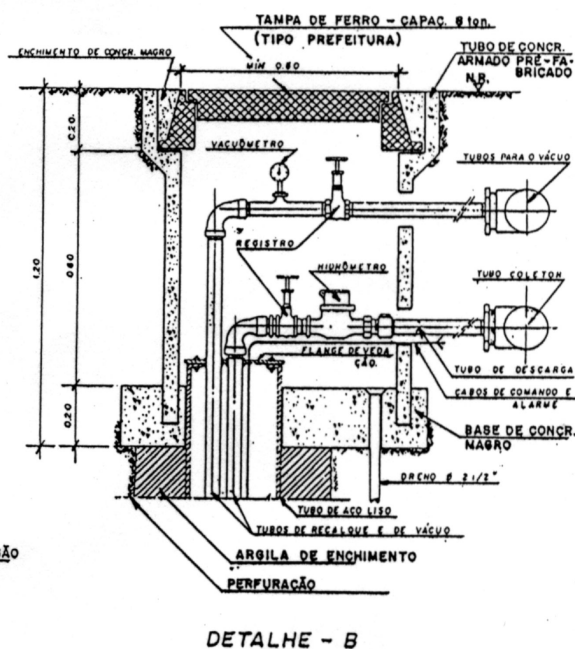 TAMPA DE FERRO - CAPAC. 8 ton.
(TIPO PREFEITURA)
ENCHIMENTO DE CONCR. MAGRO
MÍN 0.60
TUBO DE CONCR.
ARMADO PRÉ-FA-
BRICADO
N.B.
0.20.
VACUÔMETRO
TUBOS PARA O VÁCUO
REGISTRO
HIDRÔMETRO
TUBO COLETOR
1.20
0.80
FLANGE DE VEDA
ÇÃO.
TUBO DE DESCARGA
CABOS DE COMANDO E
ALARME
0,20
BASE DE CONCR.
MAGRO
DRENO Ø 2 1/2"
TUBO DE AÇO LISO
TUBOS DE RECALQUE E DE VÁCUO
ÃO
ARGILA DE ENCHIMENTO
PERFURAÇÃO
DETALHE - B